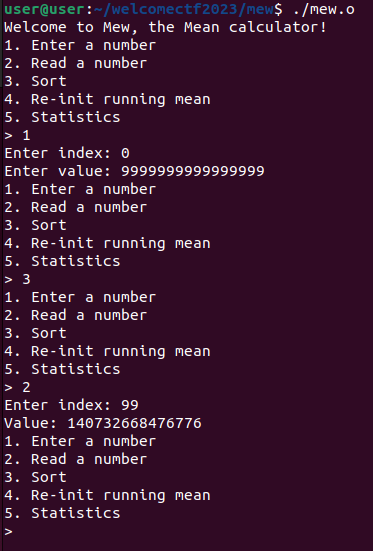 user@user:~/welcomectf2023/mew$ ./mew.o
Welcome to Mew, the Mean calculator!
1. Enter a number
2. Read a number
3. Sort
4. Re-init running mean
5. Statistics
> 1
Enter index: 0
Enter value: 9999999999999999
1. Enter a number
2. Read a number
3. Sort
4. Re-init running mean
5. Statistics
> 3
1. Enter a number
2. Read a number
3. Sort
4. Re-init running mean
5. Statistics
> 2
Enter index: 99
Value: 140732668476776
1. Enter a number
2. Read a number
3. Sort
4. Re-init running mean
5. Statistics
>